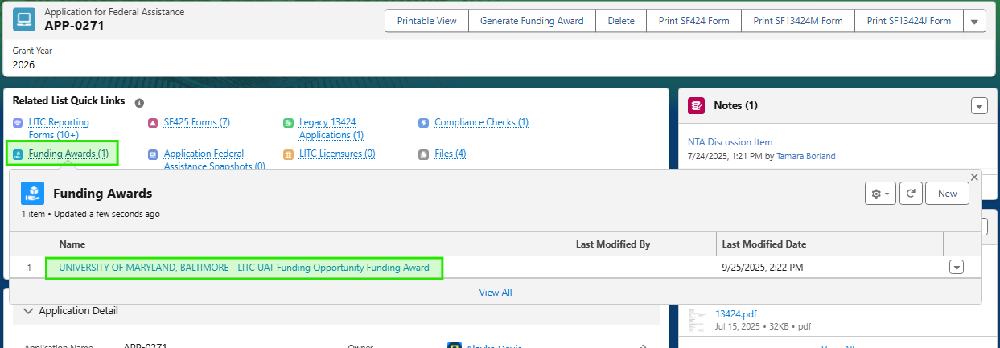 Application for Federal Assistance
APP-0271
Printable View
Generate Funding Award
Delete
Print SF424 Form
Print SF13424M Form
Print SF13424J Form
Grant Year
2026
Related List Quick Links
LITC Reporting
Forms (10+)
SF425 Forms (7)
Legacy 13424
Applications (1)
Compliance Checks (1)
Funding Awards (1)
Application Federal
Assistance Snapshots (0)
LITC Licensures (0)
Files (4)
Notes (1)
NTA Discussion Item
7/24/2025, 1:21 PM by Tamara Borland
Funding Awards
1 item • Updated a few seconds ago
New
Name
Last Modified By
Last Modified Date
1
UNIVERSITY OF MARYLAND, BALTIMORE - LITC UAT Funding Opportunity Funding Award
9/25/2025, 2:22 PM
View All
Application Detail
13424.pdf
Jul 15, 2025 • 32KB • pdf
Application Name
APP-0271
Owner
View All